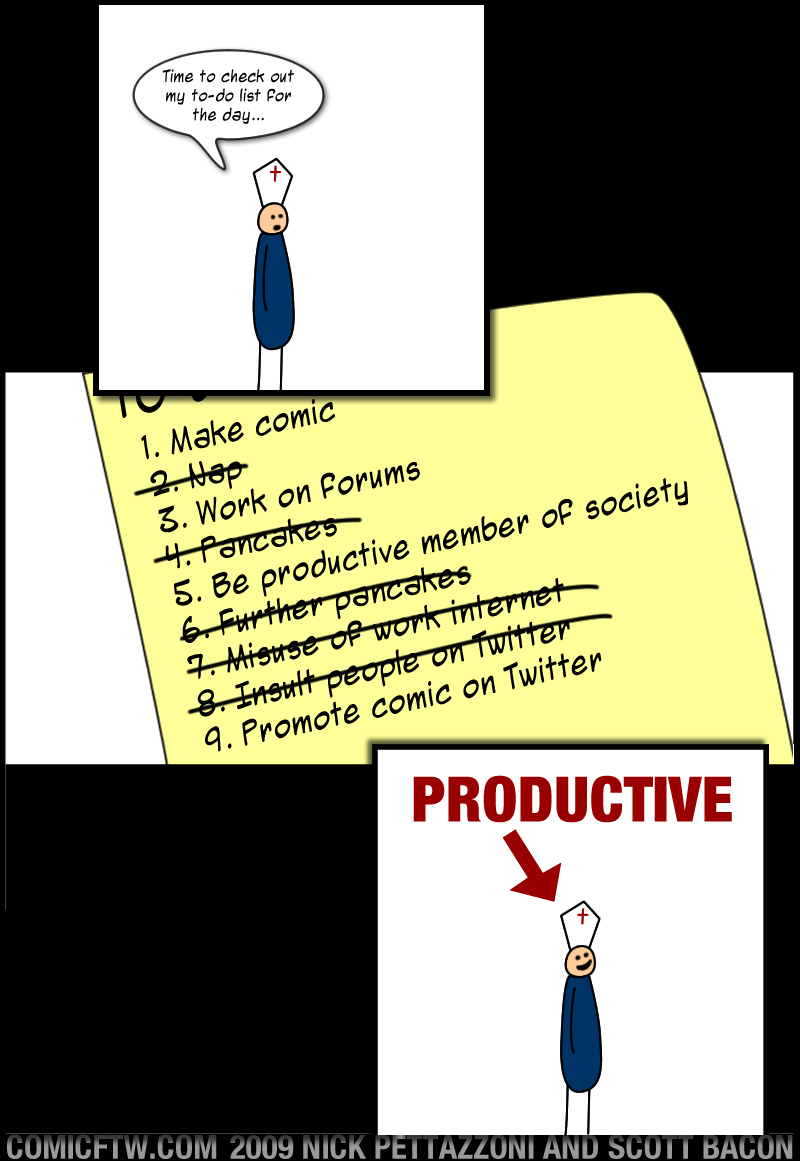 Time to check out
my to-do list for
the day...
1. Make comic
2. Nap
3. Work on forums
4. Pancakes
5. Be productive member of society
6. Further pancakes
7. Misuse of work internet
8. Insult people on Twitter
9. Promote comic on Twitter
PRODUCTIVE
COMICFTW.COM 2009 NICK PETTAZZONI AND SCOTT BACON